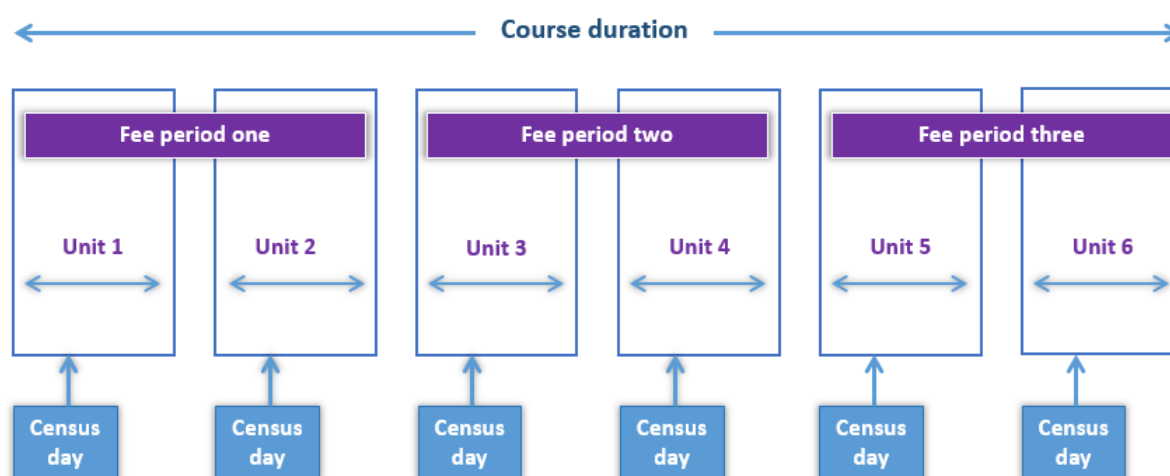 Course duration
Fee period one
Fee period two
Fee period three
Unit 1
Unit 2
Unit 3
Unit 4
Unit 5
Unit 6
Census
day
Census
day
Census
day
Census
day
Census
day
Census
day